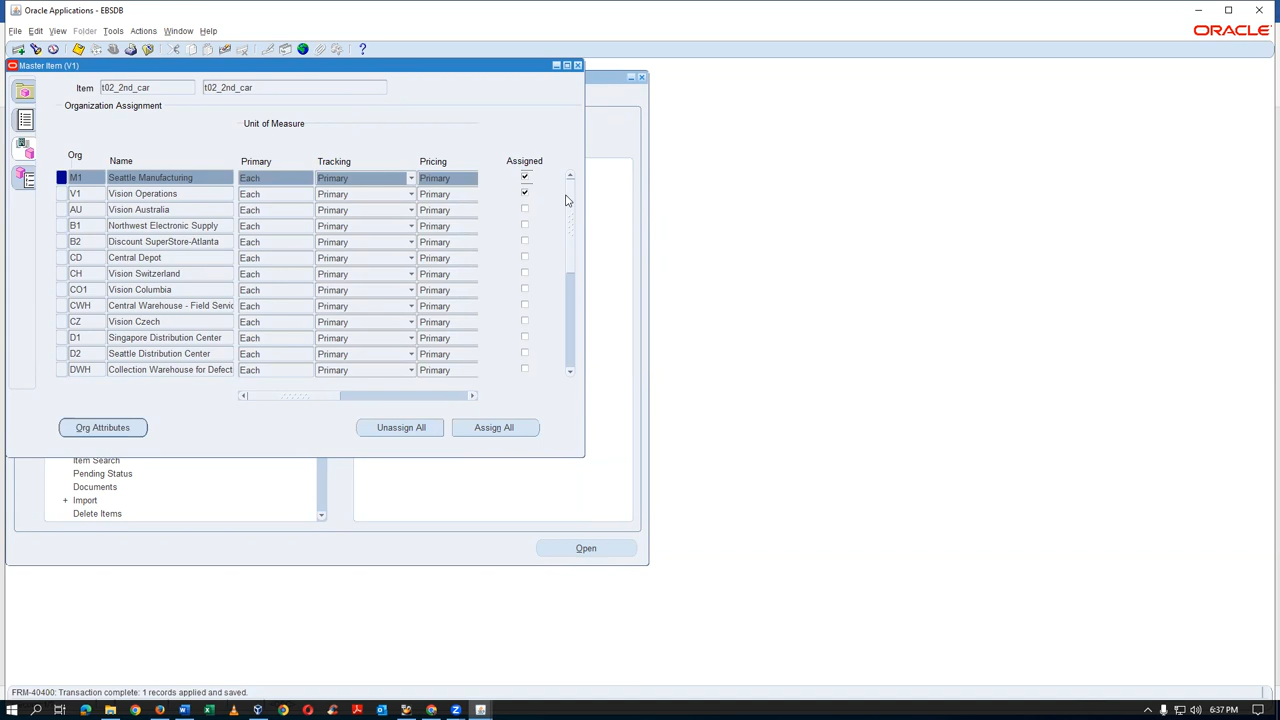 Oracle Applications - EBSDB
File Edit View Folder Tools Actions Window Help
ORACLE
Master Item (V1)
Item t02_2nd_car t02_2nd_car
Organization Assignment
Unit of Measure
Org Name Primary Tracking Pricing Assigned
M1 Seattle Manufacturing Each Primary Primary
V1 Vision Operations Each Primary Primary
AU Vision Australia Each Primary Primary
B1 Northwest Electronic Supply Each Primary Primary
B2 Discount SuperStore-Atlanta Each Primary Primary
CD Central Depot Each Primary Primary
CH Vision Switzerland Each Primary Primary
CO1 Vision Columbia Each Primary Primary
CWH Central Warehouse - Field Servic Each Primary Primary
CZ Vision Czech Each Primary Primary
D1 Singapore Distribution Center Each Primary Primary
D2 Seattle Distribution Center Each Primary Primary
DWH Collection Warehouse for Defect Each Primary Primary
Org Attributes Unassign All Assign All
Item Search
Pending Status
Documents
+ Import
Delete Items
Open
FRM-40400: Transaction complete: 1 records applied and saved.
6:37 PM